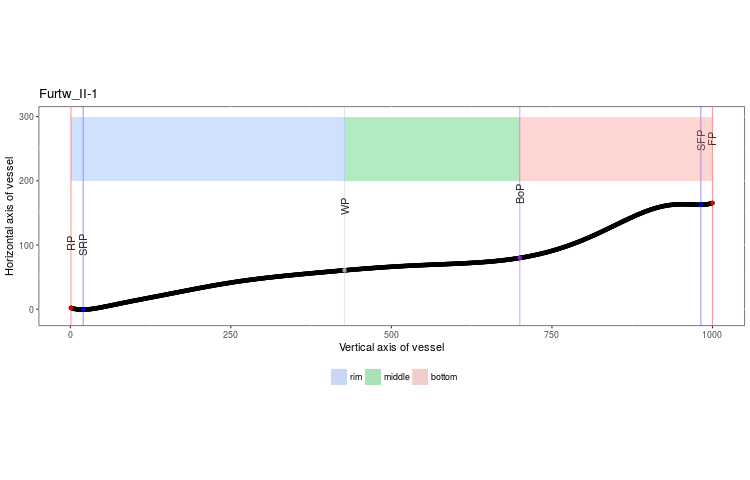 Furtw_II-1
Horizontal axis of vessel
300
200
100
0
RP
SRP
WP
BoP
SFP
FP
0 250 500 750 1000
Vertical axis of vessel
rim middle bottom